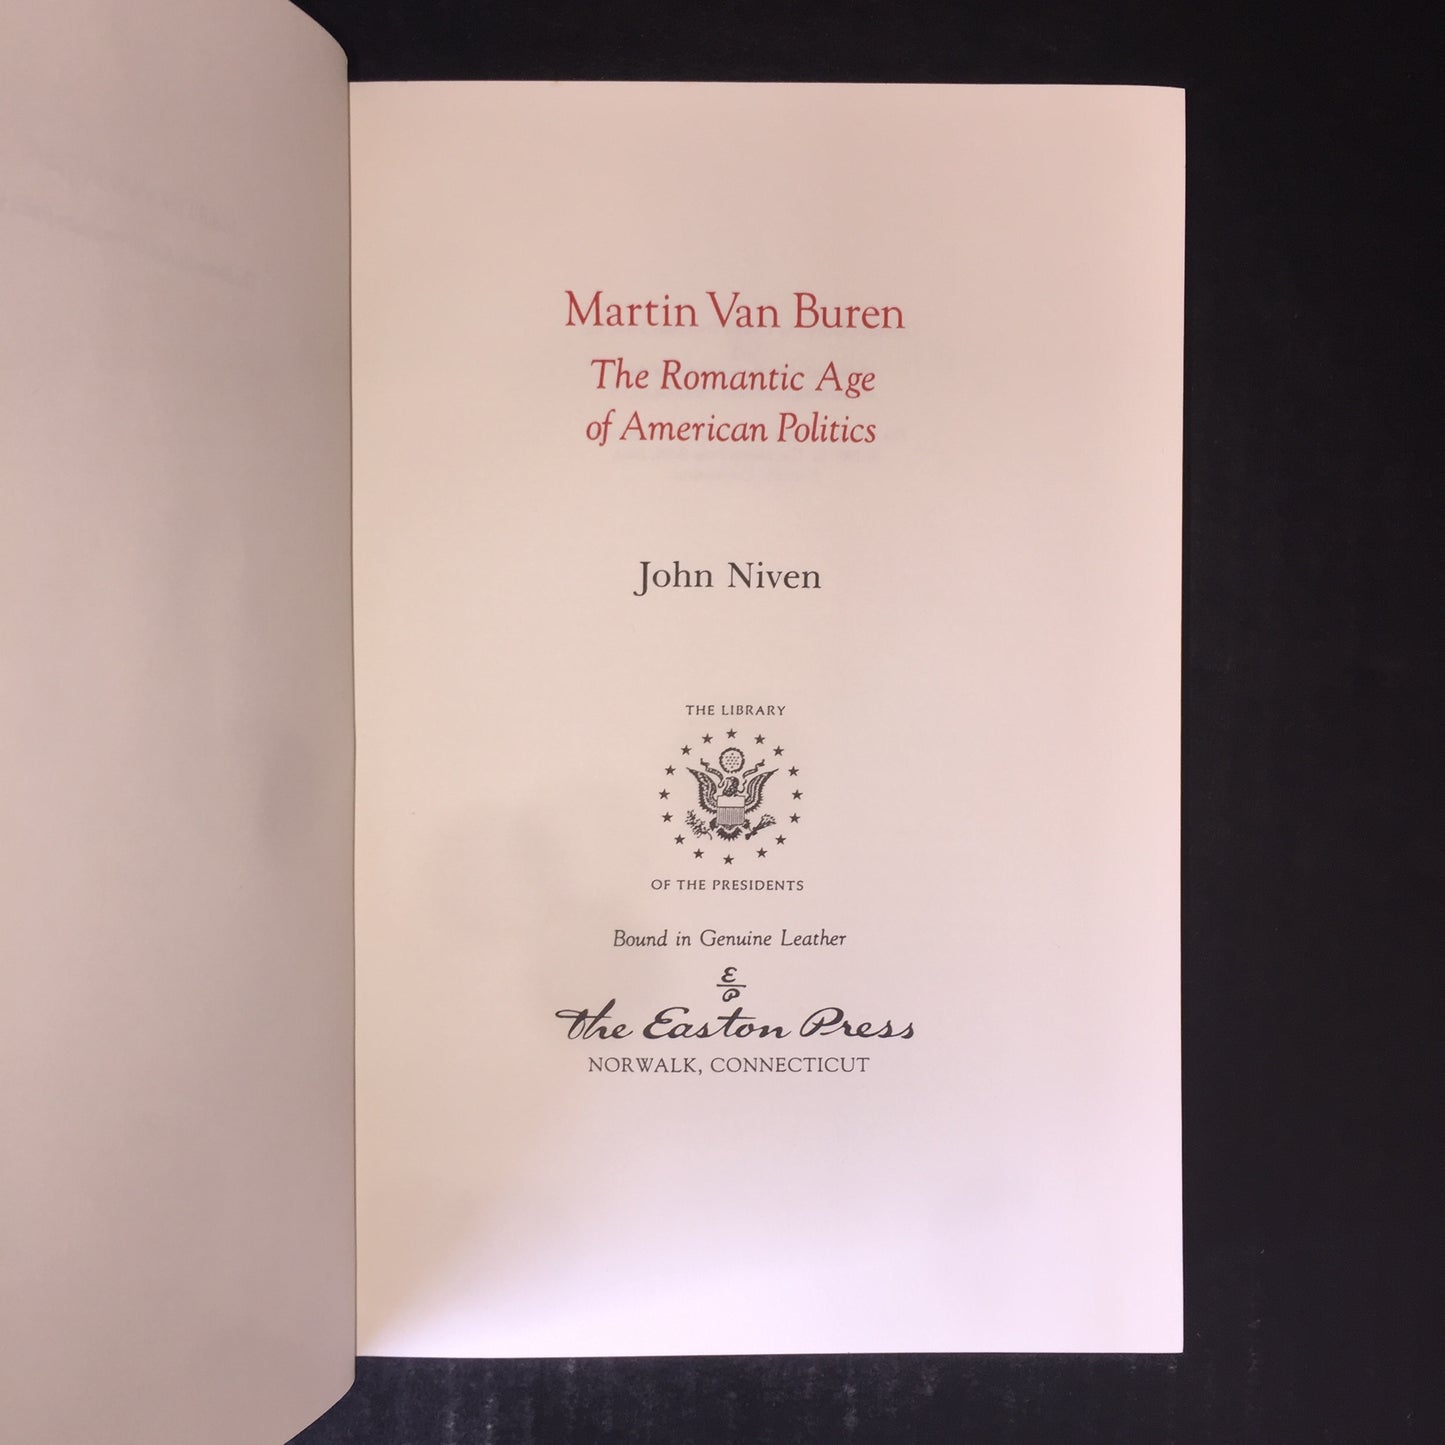 Martin Van Buren
The Romantic Age
of American Politics
John Niven
THE LIBRARY
OF THE PRESIDENTS
Bound in Genuine Leather
E
P
The Easton Press
NORWALK, CONNECTICUT